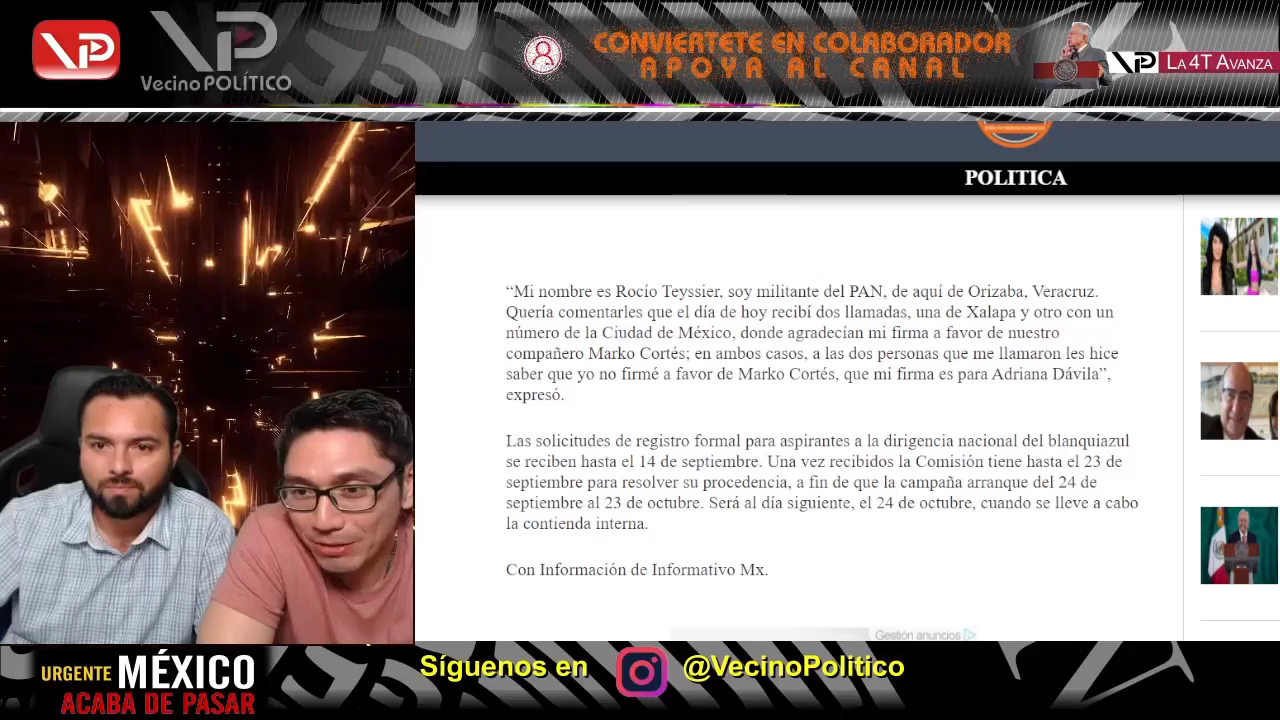 VP
VP
Vecino POLÍTICO
CONVIERTETE EN COLABORADOR
APOYA AL CANAL
VP LA 4T AVANZA
POLITICA
“Mi nombre es Rocío Teyssier, soy militante del PAN, de aquí de Orizaba, Veracruz.
Quería comentarles que el día de hoy recibí dos llamadas, una de Xalapa y otro con un
número de la Ciudad de México, donde agradecían mi firma a favor de nuestro
compañero Marko Cortés; en ambos casos, a las dos personas que me llamaron les hice
saber que yo no firmé a favor de Marko Cortés, que mi firma es para Adriana Dávila”,
expresó.
Las solicitudes de registro formal para aspirantes a la dirigencia nacional del blanquiazul
se reciben hasta el 14 de septiembre. Una vez recibidos la Comisión tiene hasta el 23 de
septiembre para resolver su procedencia, a fin de que la campaña arranque del 24 de
septiembre al 23 de octubre. Será al día siguiente, el 24 de octubre, cuando se lleve a cabo
la contienda interna.
Con Información de Informativo Mx.
Gestión anuncios
URGENTE MÉXICO
ACABA DE PASAR
Síguenos en @VecinoPolitico